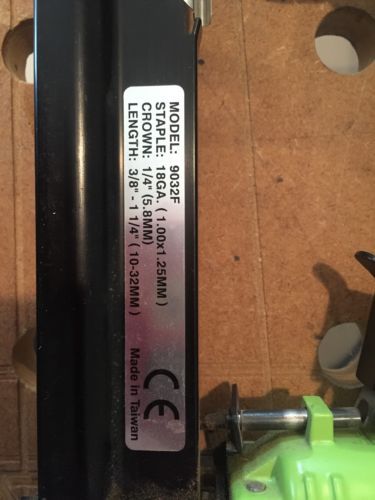 MODEL: 9032F
STAPLE: 18GA. ( 1.00x1.25MM )
CROWN: 1/4" (5.8MM)
LENGTH: 3/8" - 1 1/4" ( 10-32MM )
CE
Made in Taiwan